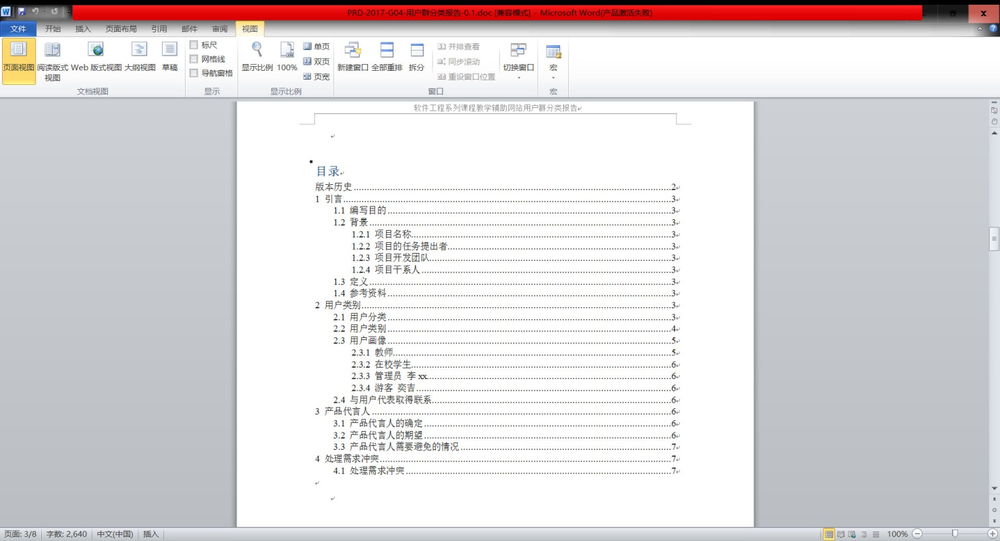 PRD-2017-G04-用户群分类报告-0.1.doc [兼容模式] - Microsoft Word(产品激活失败)
文件 开始 插入 页面布局 引用 邮件 审阅 视图
页面视图 阅读版式视图 Web 版式视图 大纲视图 草稿
文档视图
标尺
网格线
导航窗格
显示
显示比例 100% 单页
双页
页宽
显示比例
新建窗口 全部重排 拆分
并排查看
同步滚动
重设窗口位置
切换窗口
窗口
宏
宏
软件工程系列课程教学辅助网站用户群分类报告
目录
版本历史 2
1 引言 3
1.1 编写目的 3
1.2 背景 3
1.2.1 项目名称 3
1.2.2 项目的任务提出者 3
1.2.3 项目开发团队 3
1.2.4 项目干系人 3
1.3 定义 3
1.4 参考资料 3
2 用户类别 3
2.1 用户分类 3
2.2 用户类别 4
2.3 用户画像 5
2.3.1 教师 5
2.3.2 在校学生 6
2.3.3 管理员 李 xx 6
2.3.4 游客 奕吉 6
2.4 与用户代表取得联系 6
3 产品代言人 6
3.1 产品代言人的确定 6
3.2 产品代言人的期望 6
3.3 产品代言人需要避免的情况 7
4 处理需求冲突 7
4.1 处理需求冲突 7
页面: 3/8 字数: 2,640 中文(中国) 插入 100%